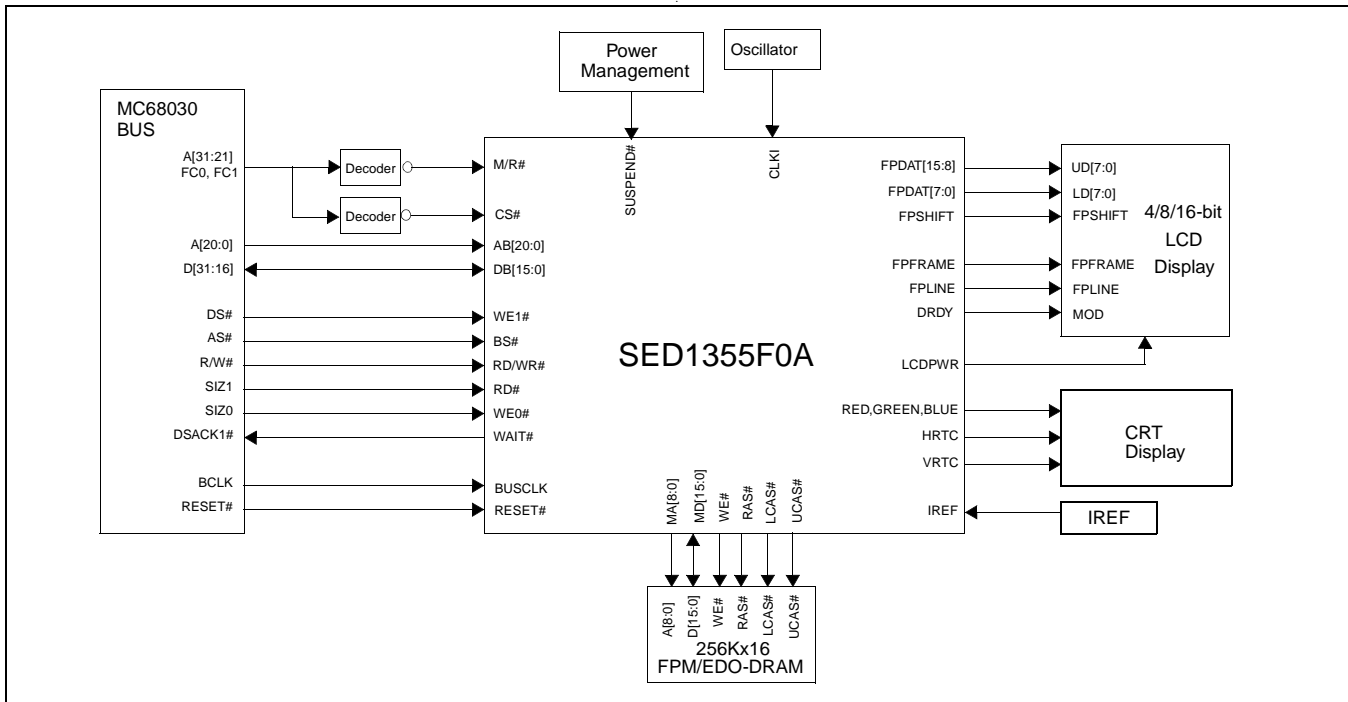 Power
Management
Oscillator
MC68030
BUS
A[31:21]
FC0, FC1
Decoder
Decoder
A[20:0]
D[31:16]
DS#
AS#
R/W#
SIZ1
SIZ0
DSACK1#
BCLK
RESET#
M/R#
CS#
AB[20:0]
DB[15:0]
WE1#
BS#
RD/WR#
RD#
WE0#
WAIT#
BUSCLK
RESET#
SUSPEND#
CLKI
SED1355F0A
FPDAT[15:8]
FPDAT[7:0]
FPSHIFT
FPFRAME
FPLINE
DRDY
LCDPWR
RED,GREEN,BLUE
HRTC
VRTC
IREF
UD[7:0]
LD[7:0]
FPSHIFT
FPFRAME
FPLINE
MOD
4/8/16-bit
LCD
Display
CRT
Display
IREF
MA[8:0]
MD[15:0]
WE#
RAS#
LCAS#
UCAS#
A[8:0]
D[15:0]
WE#
RAS#
LCAS#
UCAS#
256Kx16
FPM/EDO-DRAM